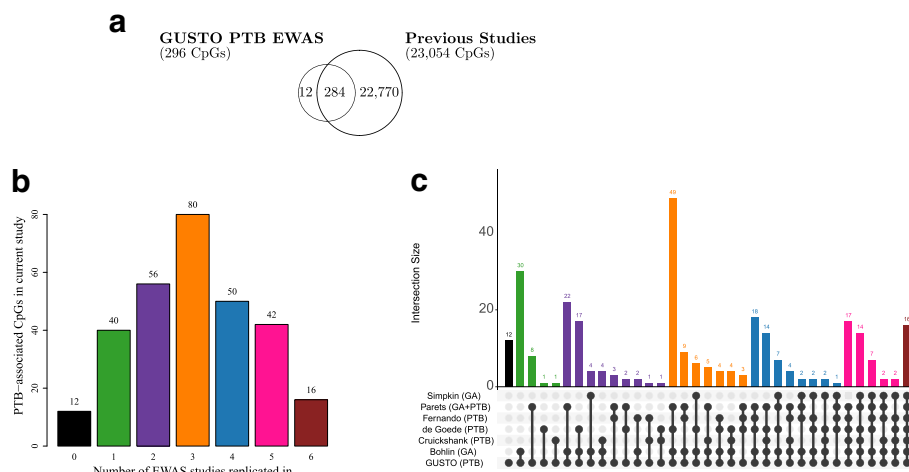 a
GUSTO PTB EWAS
(296 CpGs)
Previous Studies
(23,054 CpGs)
12 284 22,770
b
PTB−associated CpGs in current study
0 20 40 60 80
12 40 56 80 50 42 16
0 1 2 3 4 5 6
Number of EWAS studies replicated in
c
Intersection Size
40
20
0
12 30 8 1 1 22 17 4 4 3 2 2 1 1 49 9 6 5 4 4 3 18 14 7 4 2 2 2 1 17 14 7 2 2 16
Simpkin (GA)
Parets (GA+PTB)
Fernando (PTB)
de Goede (PTB)
Cruickshank (PTB)
Bohlin (GA)
GUSTO (PTB)